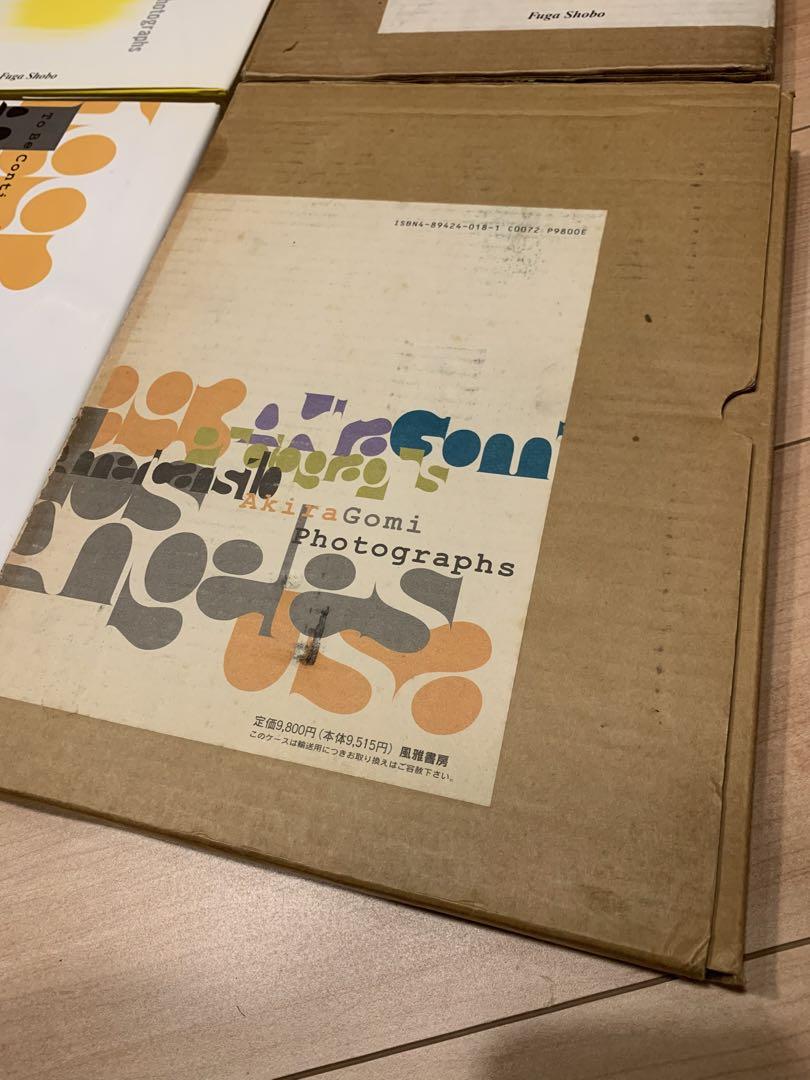 Photographs
Fuga Shobo
Fuga Shobo
To Be Conti
ISBN4-89424-018-1 C0072 P9800E
Akira Gomi
AkiraGomi
Photographs
定価9,800円(本体9,515円) 風雅書房
このケースは輸送用につきお取り換えはご容赦下さい。